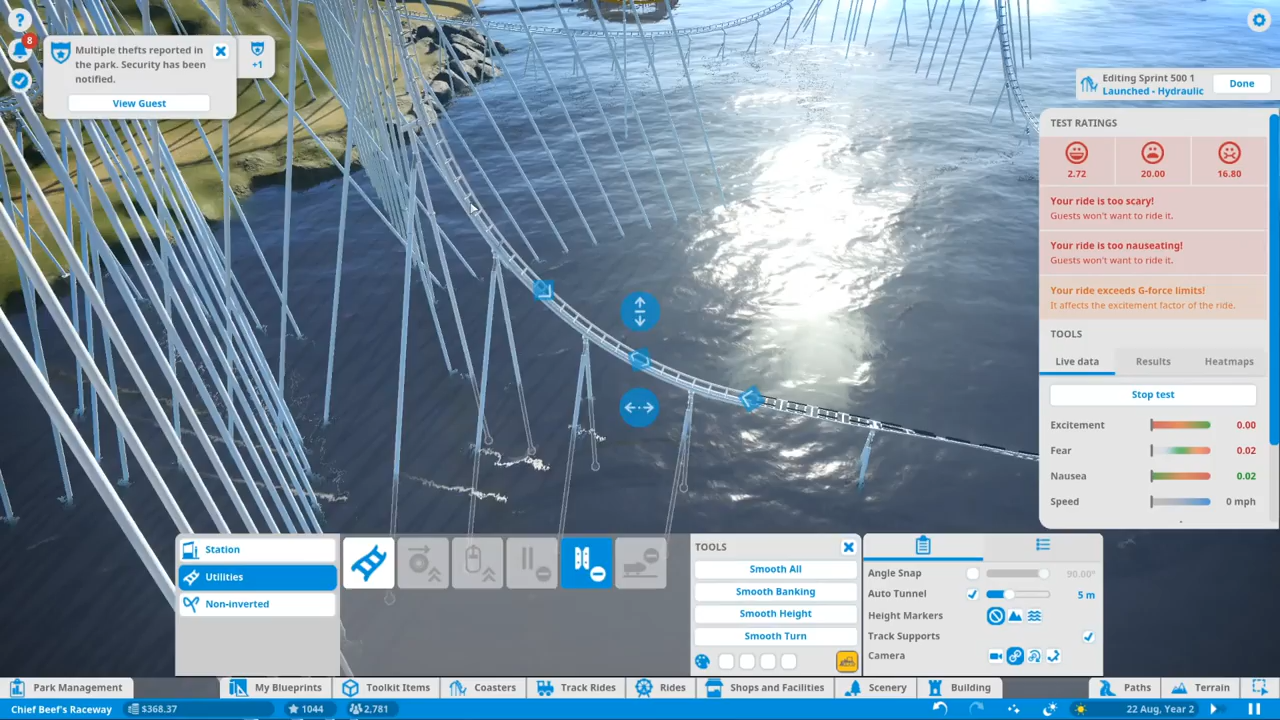 ?
8
Multiple thefts reported in
the park. Security has been
notified.
+1
View Guest
Editing Sprint 500 1
Launched - Hydraulic
Done
TEST RATINGS
2.72
20.00
16.80
Your ride is too scary!
Guests won't want to ride it.
Your ride is too nauseating!
Guests won't want to ride it.
Your ride exceeds G-force limits!
It affects the excitement factor of the ride.
TOOLS
Live data
Results
Heatmaps
Stop test
Excitement
0.00
Fear
0.02
Nausea
0.02
Speed
0 mph
Station
Utilities
Non-inverted
TOOLS
Smooth All
Smooth Banking
Smooth Height
Smooth Turn
Angle Snap
90.00°
Auto Tunnel
5 m
Height Markers
Track Supports
Camera
Park Management
My Blueprints
Toolkit Items
Coasters
Track Rides
Rides
Shops and Facilities
Scenery
Building
Paths
Terrain
Chief Beef's Raceway
$368.37
1044
2,781
22 Aug, Year 2